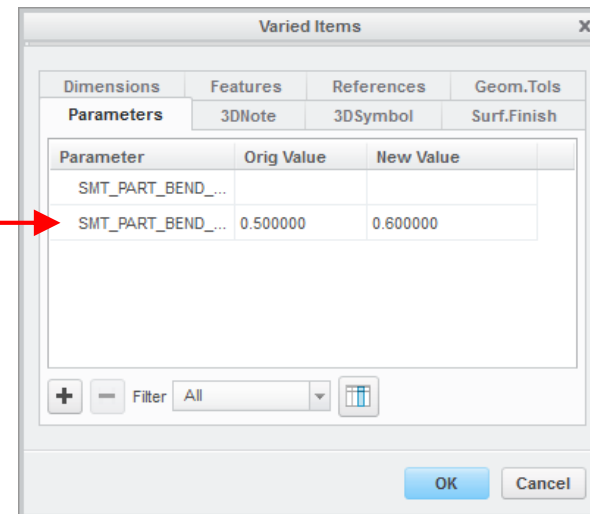 Varied Items x
Dimensions Features References Geom.Tols
Parameters 3DNote 3DSymbol Surf.Finish
Parameter Orig Value New Value
SMT_PART_BEND_...
SMT_PART_BEND_... 0.500000 0.600000
Filter All
OK Cancel